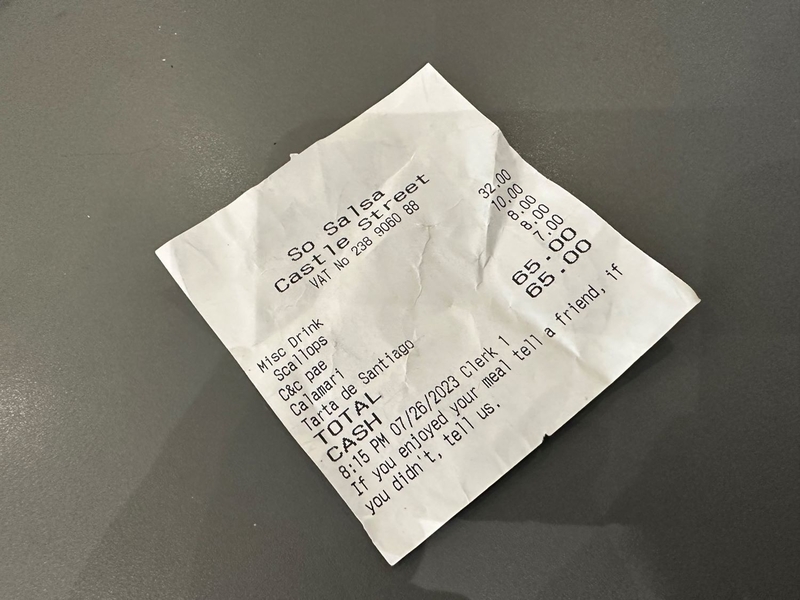 So Salsa
Castle Street
VAT No 238 9060 88
Misc Drink 32.00
Scallops 10.00
C&c pae 8.00
Calamari 8.00
Tarta de Santiago 7.00
TOTAL 65.00
CASH 65.00
8:15 PM 07/26/2023 Clerk 1
If you enjoyed your meal tell a friend, if
you didn't, tell us.